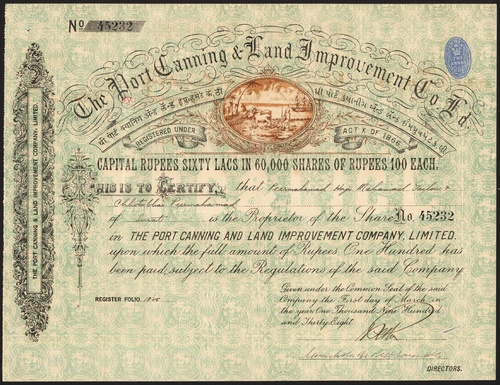 No 45232
The Port Canning & Land Improvement Co Ld.
REGISTERED UNDER ACT X OF 1866.
CAPITAL RUPEES SIXTY LACS IN 60,000 SHARES OF RUPEES 100 EACH.
THIS IS TO CERTIFY, that Veermahamad Haji Mahamad
Veermahamad
of Surat is the Proprietor of the Share No. 45232
in THE PORT CANNING AND LAND IMPROVEMENT COMPANY, LIMITED.
upon which the full amount of Rupees One Hundred has
been paid, subject to the Regulations of the said Company
Given under the Common Seal of the said
Company the First day of March in
the year One Thousand Nine Hundred
and Thirty Eight
REGISTER FOLIO
DIRECTORS.
THE PORT CANNING & LAND IMPROVEMENT COMPANY, LIMITED.